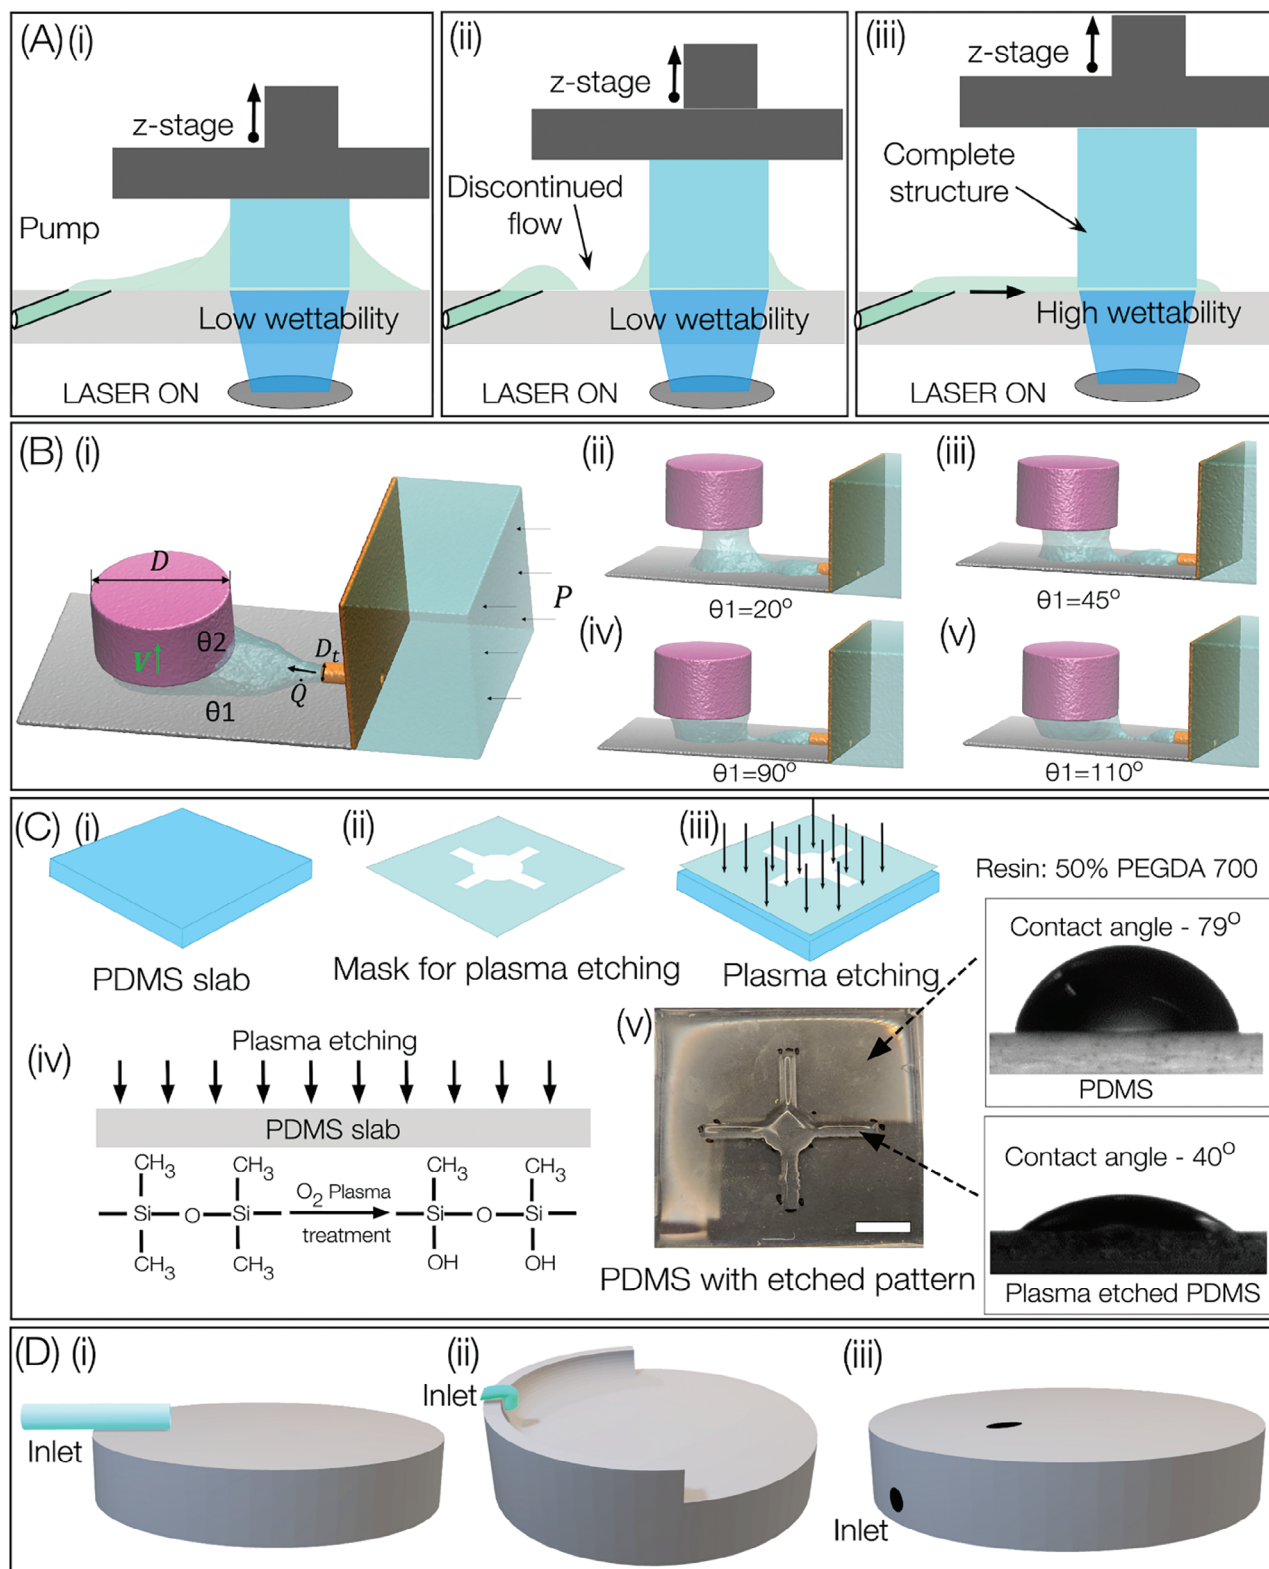 (A) (i)
z-stage
Pump
Low wettability
LASER ON
(ii)
z-stage
Discontinued
flow
Low wettability
LASER ON
(iii)
z-stage
Complete
structure
High wettability
LASER ON
(B) (i)
D
θ2
V
θ1
Q̇
Dₜ
P
(ii)
θ1=20°
(iii)
θ1=45°
(iv)
θ1=90°
(v)
θ1=110°
(C) (i)
PDMS slab
(ii)
Mask for plasma etching
(iii)
Plasma etching
Resin: 50% PEGDA 700
Contact angle - 79°
PDMS
Contact angle - 40°
Plasma etched PDMS
(iv)
Plasma etching
PDMS slab
CH₃ CH₃
Si O Si
CH₃ CH₃
O₂ Plasma
treatment
CH₃ CH₃
Si O Si
OH OH
(v)
PDMS with etched pattern
(D) (i)
Inlet
(ii)
Inlet
(iii)
Inlet